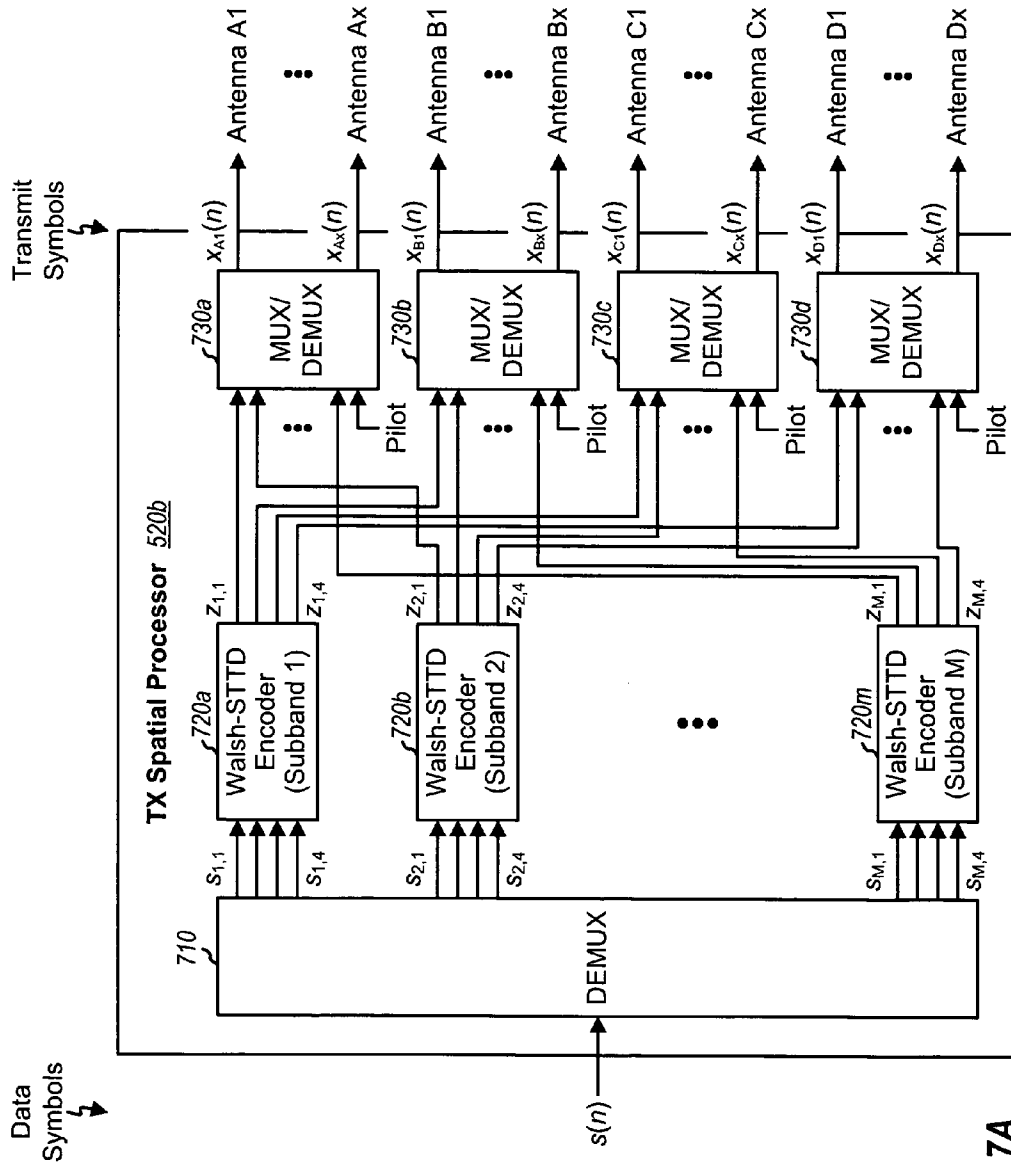 Data
Symbols
Transmit
Symbols
TX Spatial Processor 520b
s(n)
710
DEMUX
s1,1
s1,4
s2,1
s2,4
sM,1
sM,4
720a
Walsh-STTD
Encoder
(Subband 1)
720b
Walsh-STTD
Encoder
(Subband 2)
720m
Walsh-STTD
Encoder
(Subband M)
z1,1
z1,4
z2,1
z2,4
zM,1
zM,4
730a
MUX/
DEMUX
Pilot
730b
MUX/
DEMUX
Pilot
730c
MUX/
DEMUX
Pilot
730d
MUX/
DEMUX
Pilot
xA1(n)
xAx(n)
xB1(n)
xBx(n)
xC1(n)
xCx(n)
xD1(n)
xDx(n)
Antenna A1
Antenna Ax
Antenna B1
Antenna Bx
Antenna C1
Antenna Cx
Antenna D1
Antenna Dx
7A